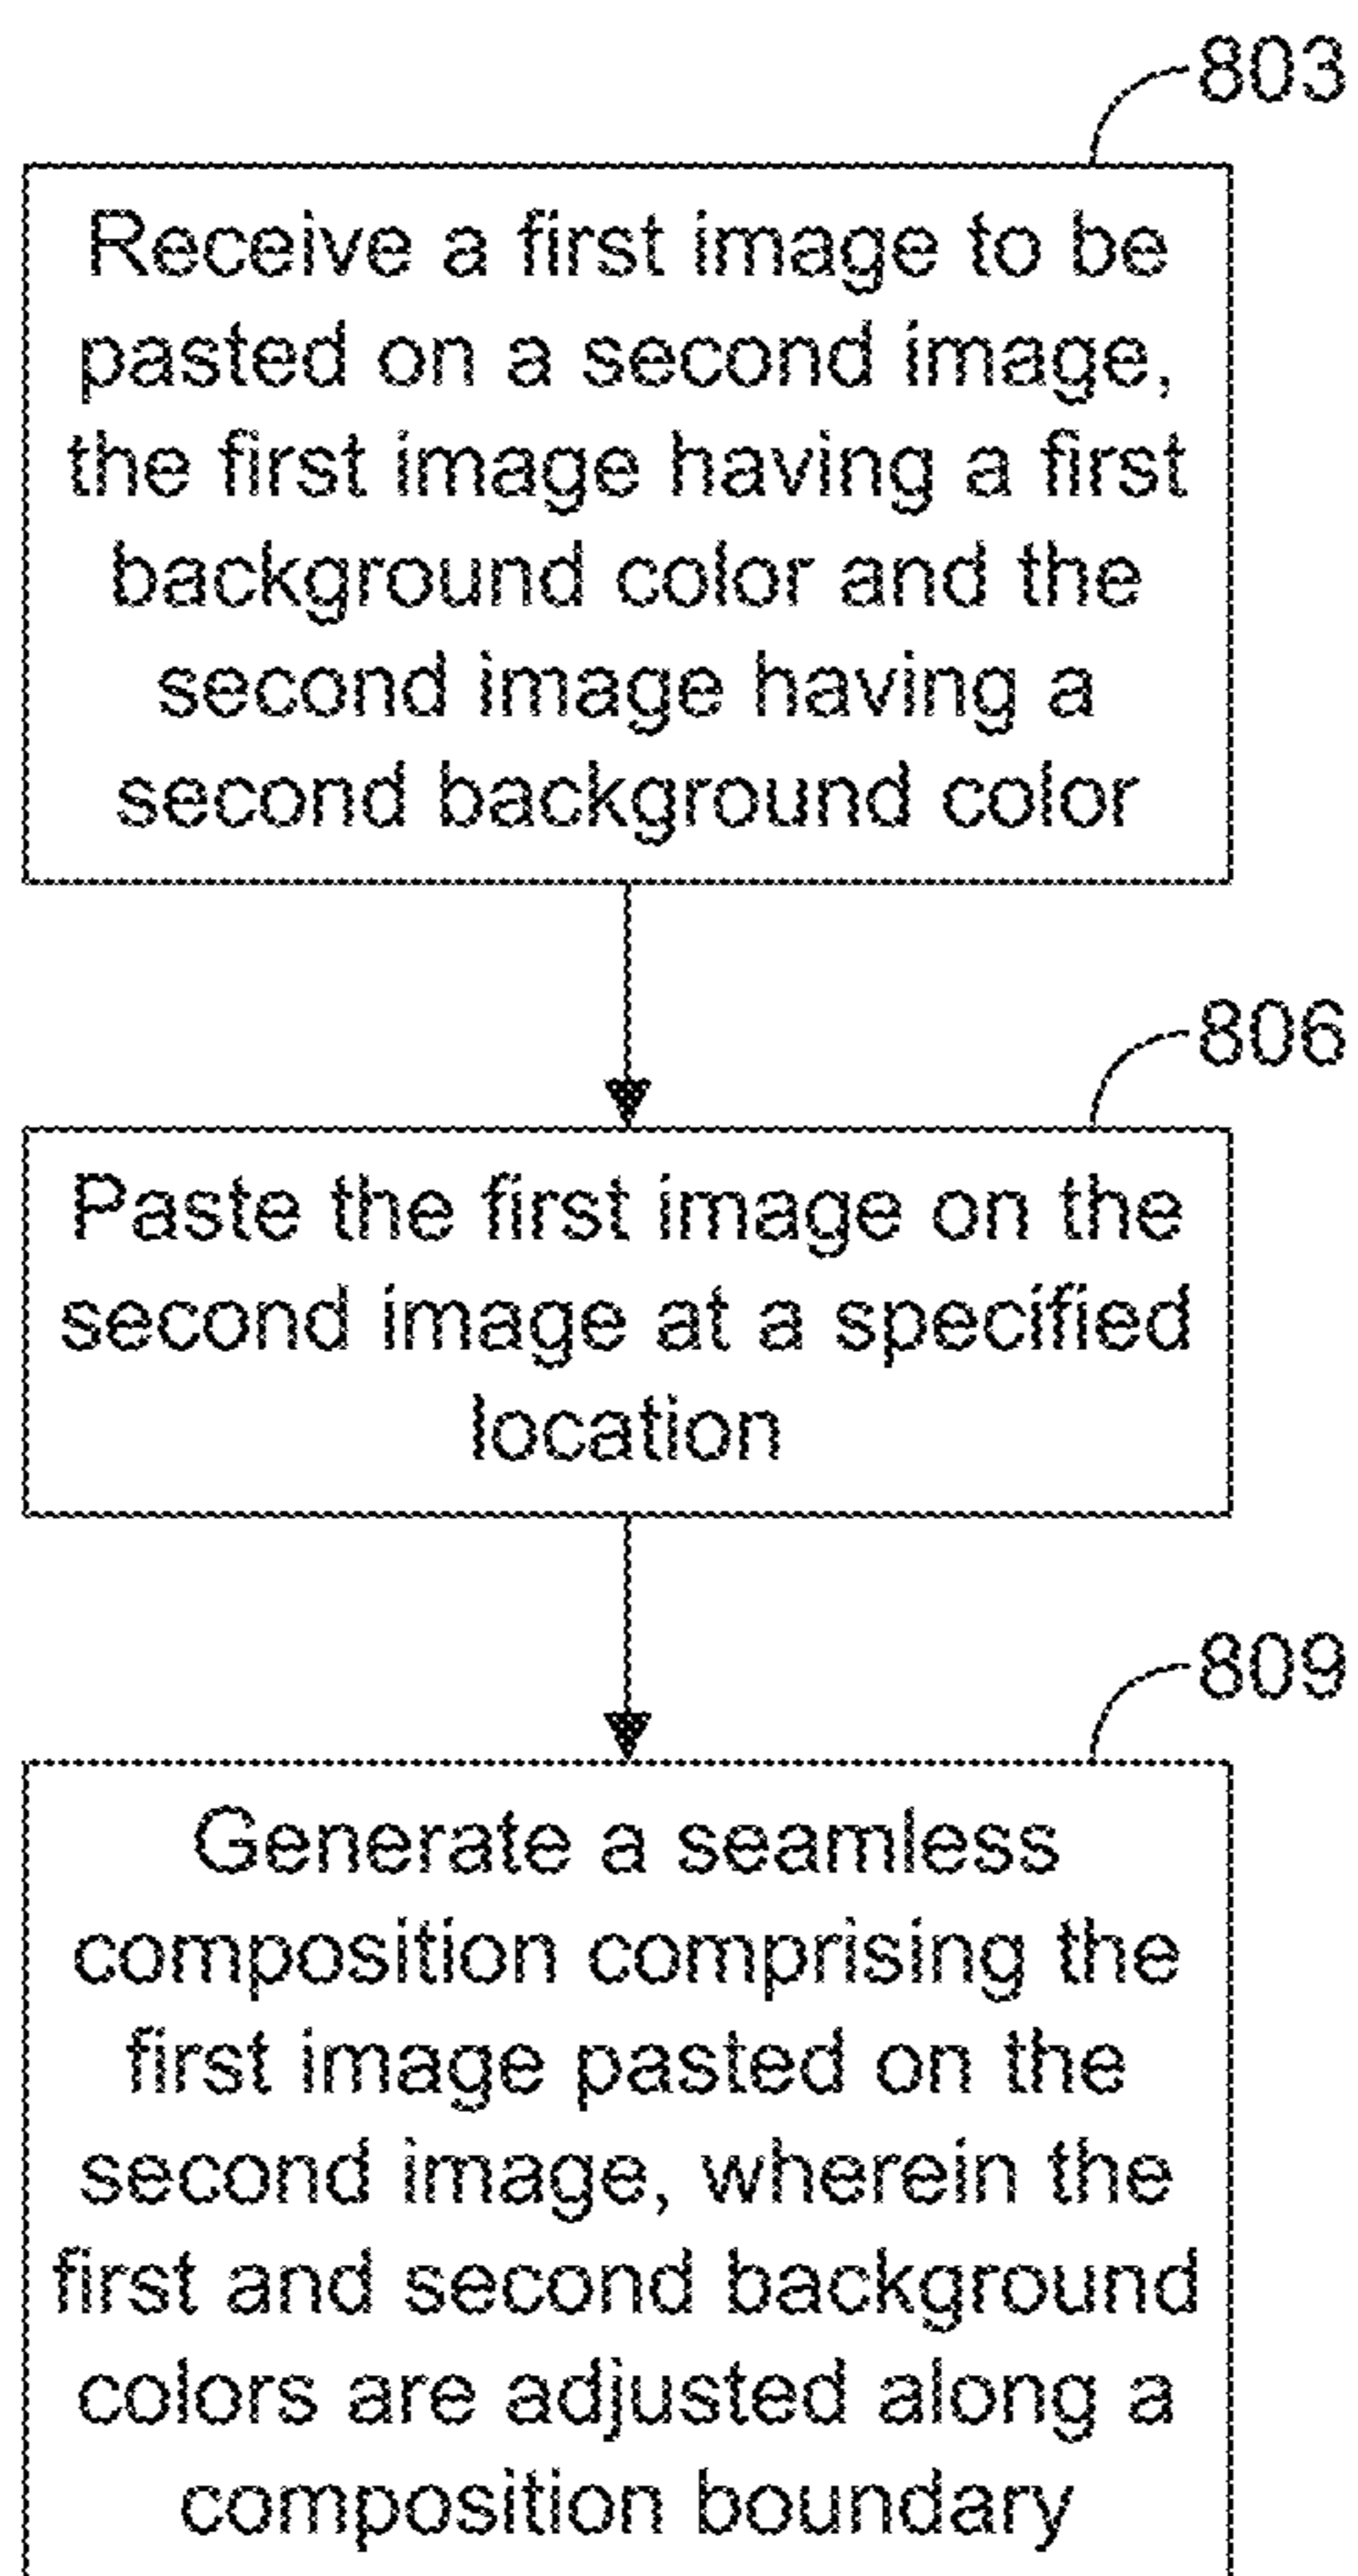 803
Receive a first image to be
pasted on a second image,
the first image having a first
background color and the
second image having a
second background color
806
Paste the first image on the
second image at a specified
location
809
Generate a seamless
composition comprising the
first image pasted on the
second image, wherein the
first and second background
colors are adjusted along a
composition boundary